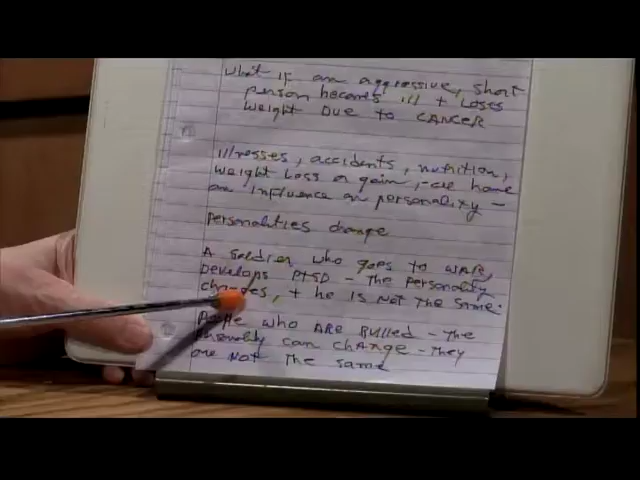 what if an aggressive, short
person becomes ill + Loses
weight Due to CANCER
illnesses, accidents, nutrition,
weight Loss or gain, - all have
an influence on personality -
Personalities change
A Soldier who goes to WAR,
Develops PTSD - The Personality
changes, + he IS NOT THE SAME.
People who ARE BULLIED - The
personality can change - They
are NOT The same